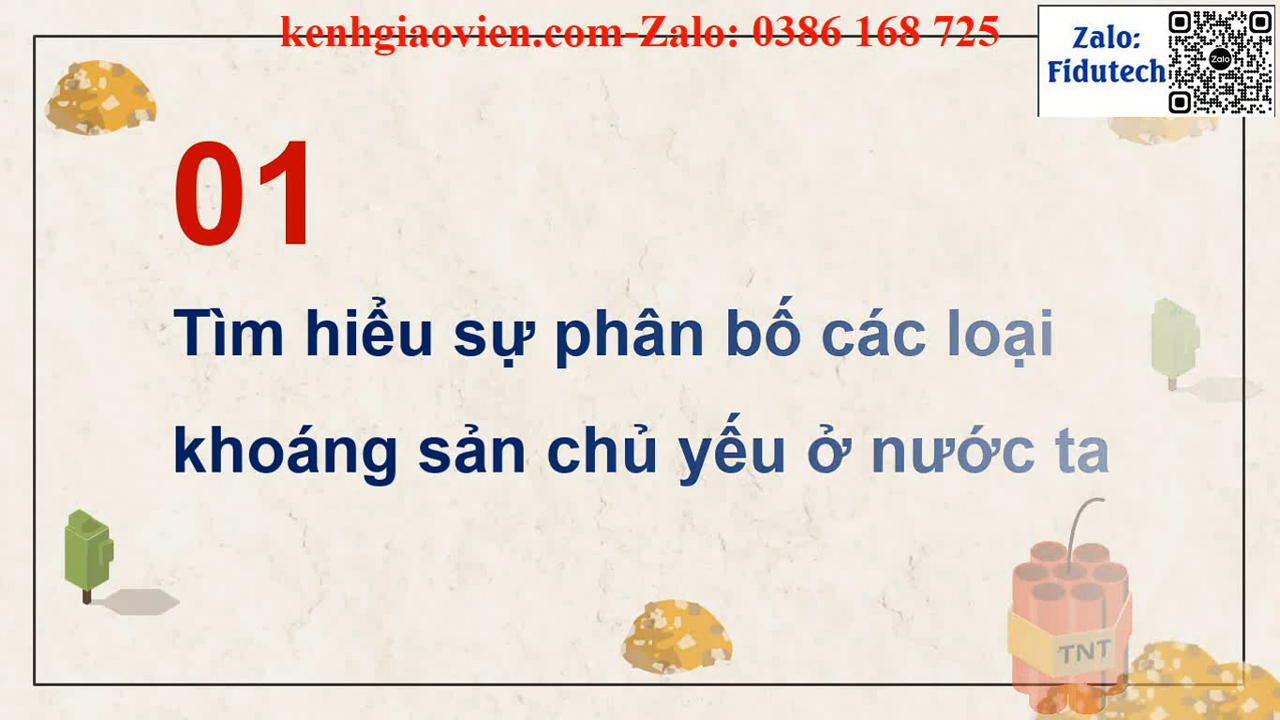 kenhgiaovien.com-Zalo: 0386 168 725
Zalo:
Fidutech
Zalo
01
Tìm hiểu sự phân bố các loại
khoáng sản chủ yếu ở nước ta
TNT